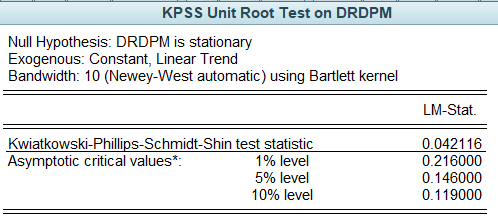 KPSS Unit Root Test on DRDPM
Null Hypothesis: DRDPM is stationary
Exogenous: Constant, Linear Trend
Bandwidth: 10 (Newey-West automatic) using Bartlett kernel
LM-Stat.
Kwiatkowski-Phillips-Schmidt-Shin test statistic 0.042116
Asymptotic critical values*: 1% level 0.216000
5% level 0.146000
10% level 0.119000